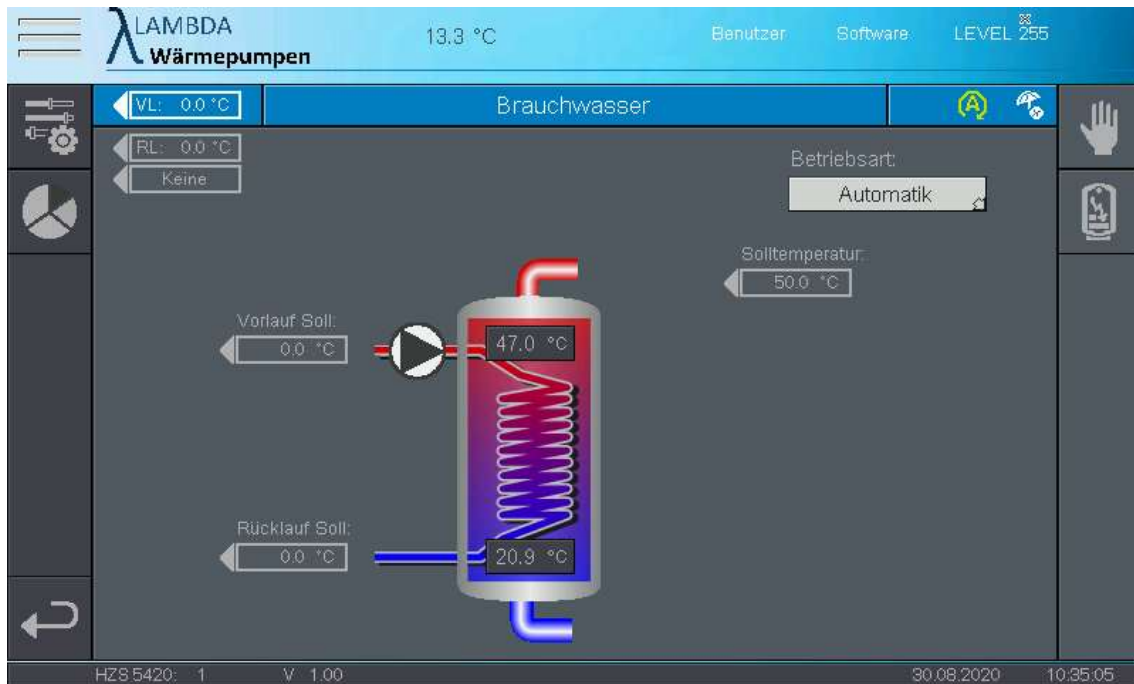 λLAMBDA
Wärmepumpen
13.3 °C
Benutzer
Software
LEVEL 255
VL: 0.0 °C
Brauchwasser
A
RL: 0.0 °C
Keine
Betriebsart:
Automatik
Solltemperatur:
50.0 °C
Vorlauf Soll:
0.0 °C
47.0 °C
Rücklauf Soll:
0.0 °C
20.9 °C
HZS 5420: 1 V 1.00 30.08.2020 10:35:05